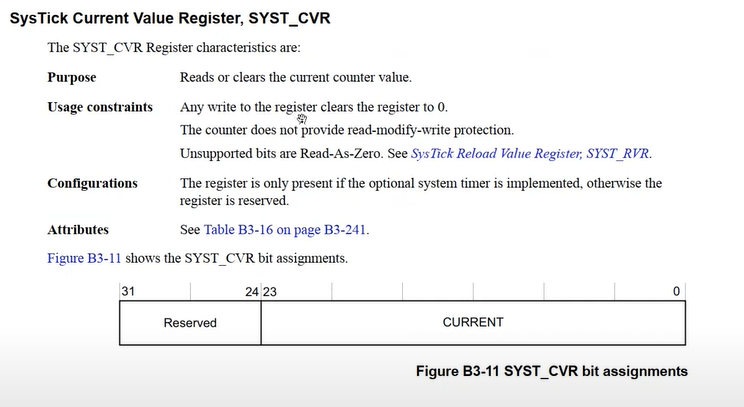 SysTick Current Value Register, SYST_CVR
The SYST_CVR Register characteristics are:
Purpose Reads or clears the current counter value.
Usage constraints Any write to the register clears the register to 0.
The counter does not provide read-modify-write protection.
Unsupported bits are Read-As-Zero. See SysTick Reload Value Register, SYST_RVR.
Configurations The register is only present if the optional system timer is implemented, otherwise the
register is reserved.
Attributes See Table B3-16 on page B3-241.
Figure B3-11 shows the SYST_CVR bit assignments.
31 24 23 0
Reserved CURRENT
Figure B3-11 SYST_CVR bit assignments